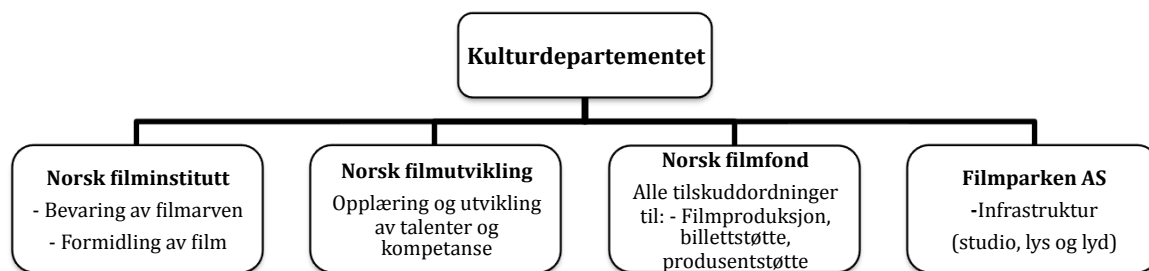 Kulturdepartementet
Norsk filminstitutt
- Bevaring av filmarven
- Formidling av film
Norsk filmutvikling
Opplæring og utvikling
av talenter og
kompetanse
Norsk filmfond
Alle tilskuddordninger
til: - Filmproduksjon,
billettstøtte,
produsentstøtte
Filmparken AS
-Infrastruktur
(studio, lys og lyd)